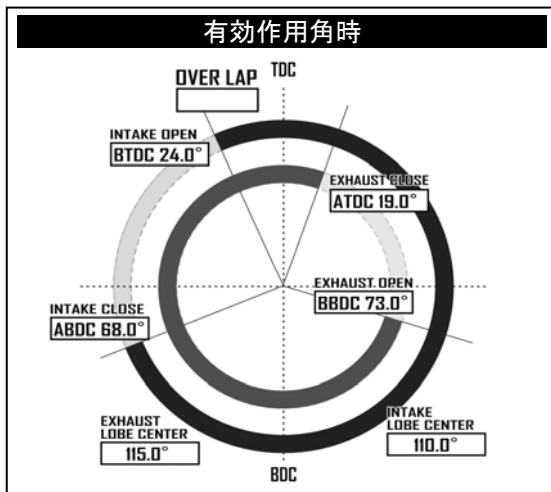 有効作用角時
TDC
OVER LAP
INTAKE OPEN
BTDC 24.0°
EXHAUST CLOSE
ATDC 19.0°
EXHAUST OPEN
BBDC 73.0°
INTAKE CLOSE
ABDC 68.0°
EXHAUST
LOBE CENTER
115.0°
INTAKE
LOBE CENTER
110.0°
BDC